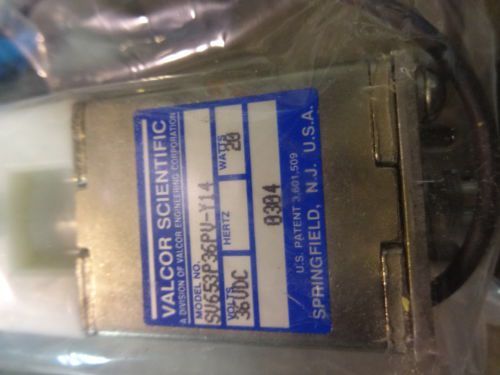 VALCOR SCIENTIFIC
A DIVISION OF VALCOR ENGINEERING CORPORATION
MODEL NO.
SV653P36PV-Y14
VOLTS HERTZ WATTS
36VDC 20
0304
U.S. PATENT 3,601,509
SPRINGFIELD, N.J. U.S.A.